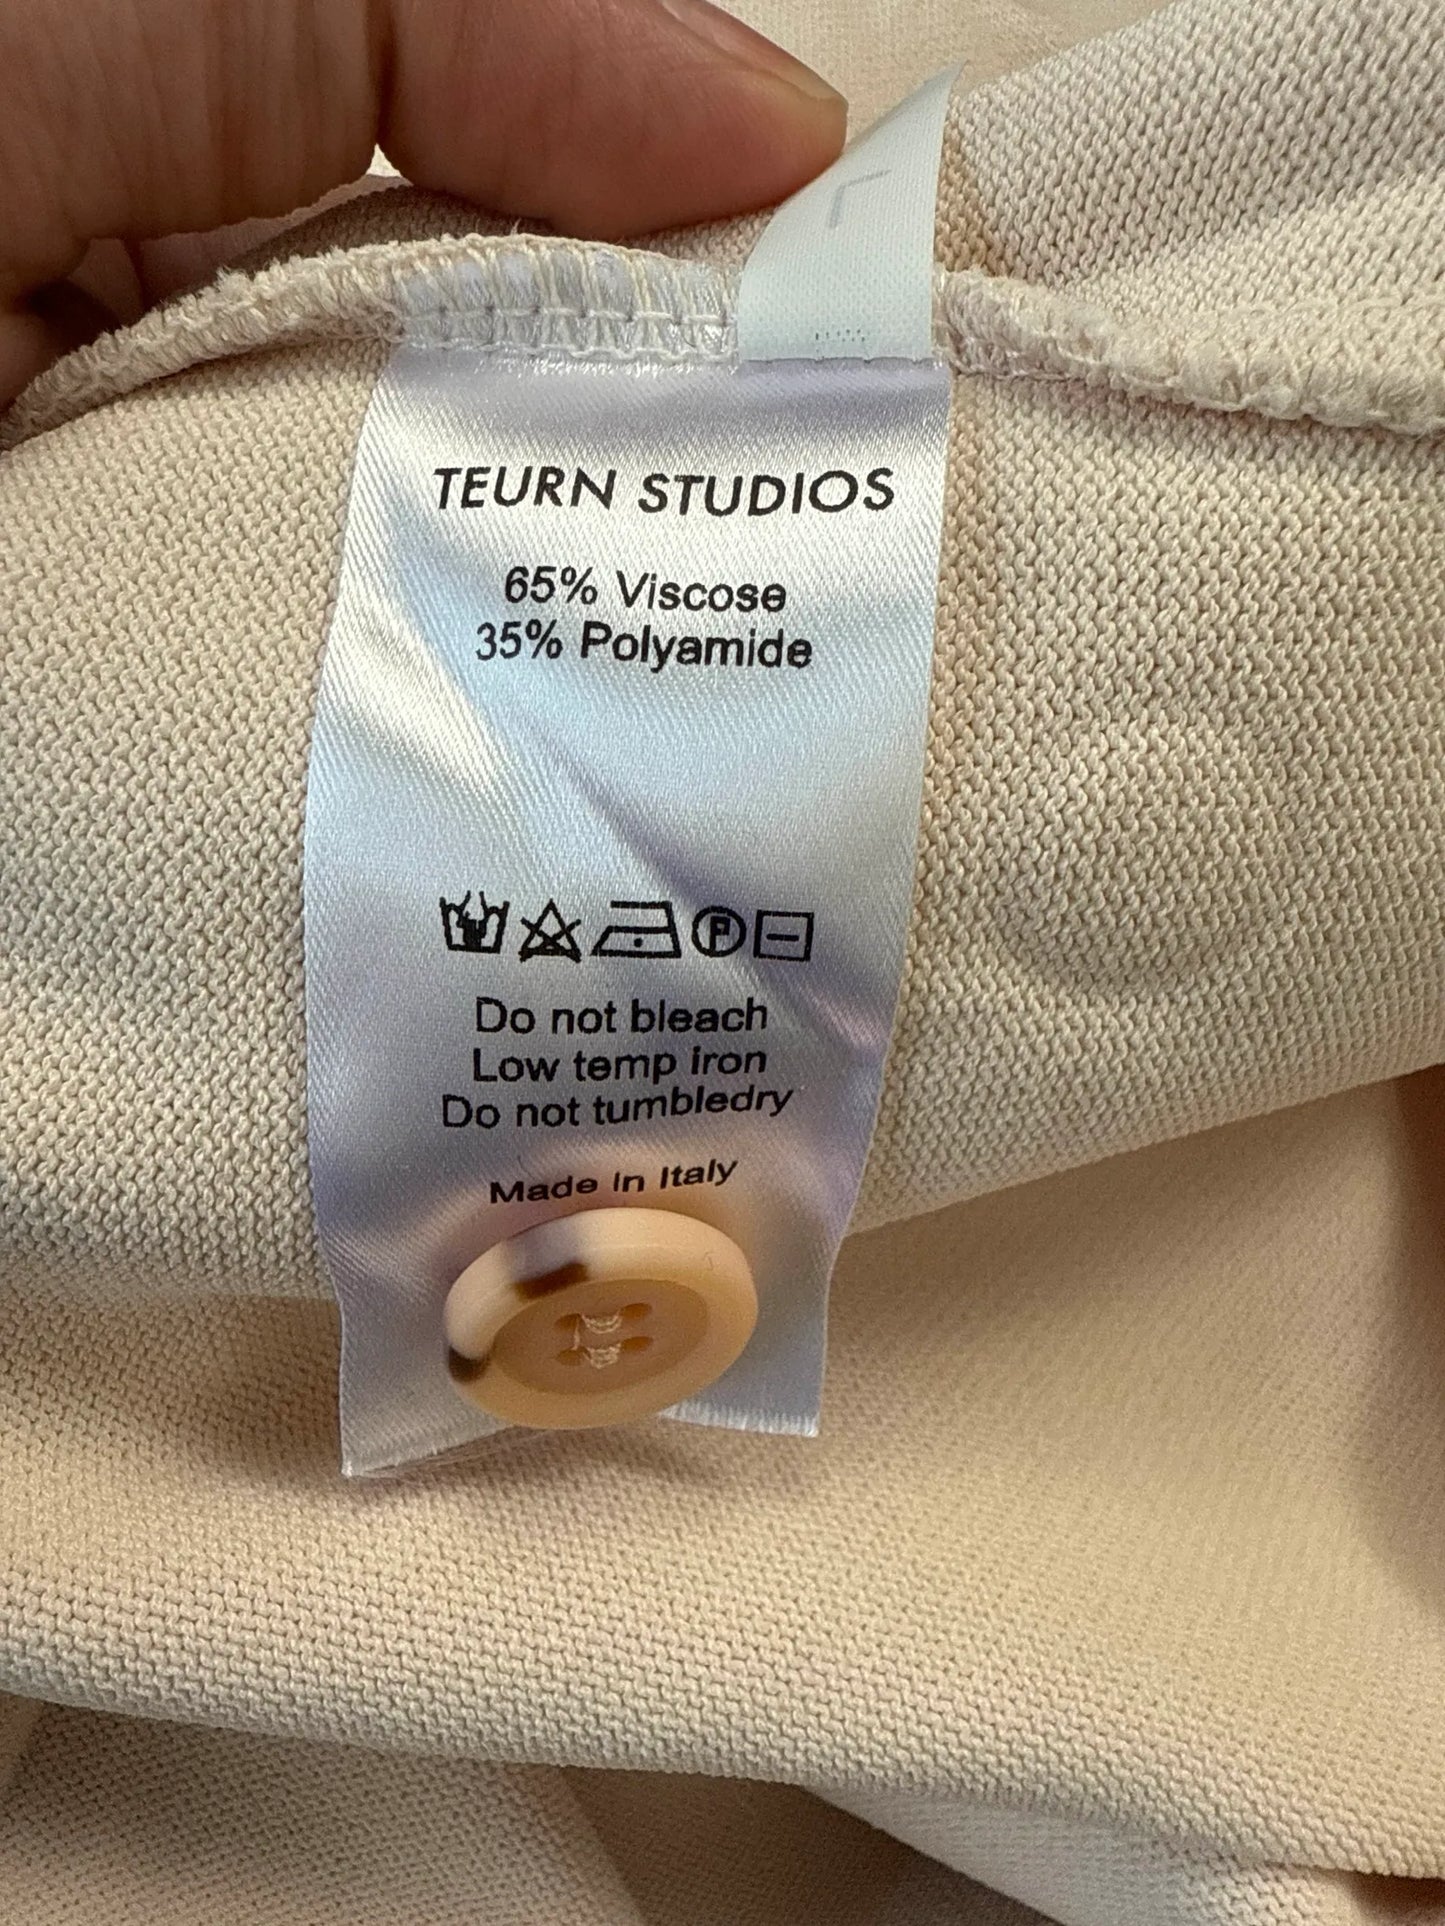 L
TEURN STUDIOS
65% Viscose
35% Polyamide
P
Do not bleach
Low temp iron
Do not tumbledry
Made in Italy